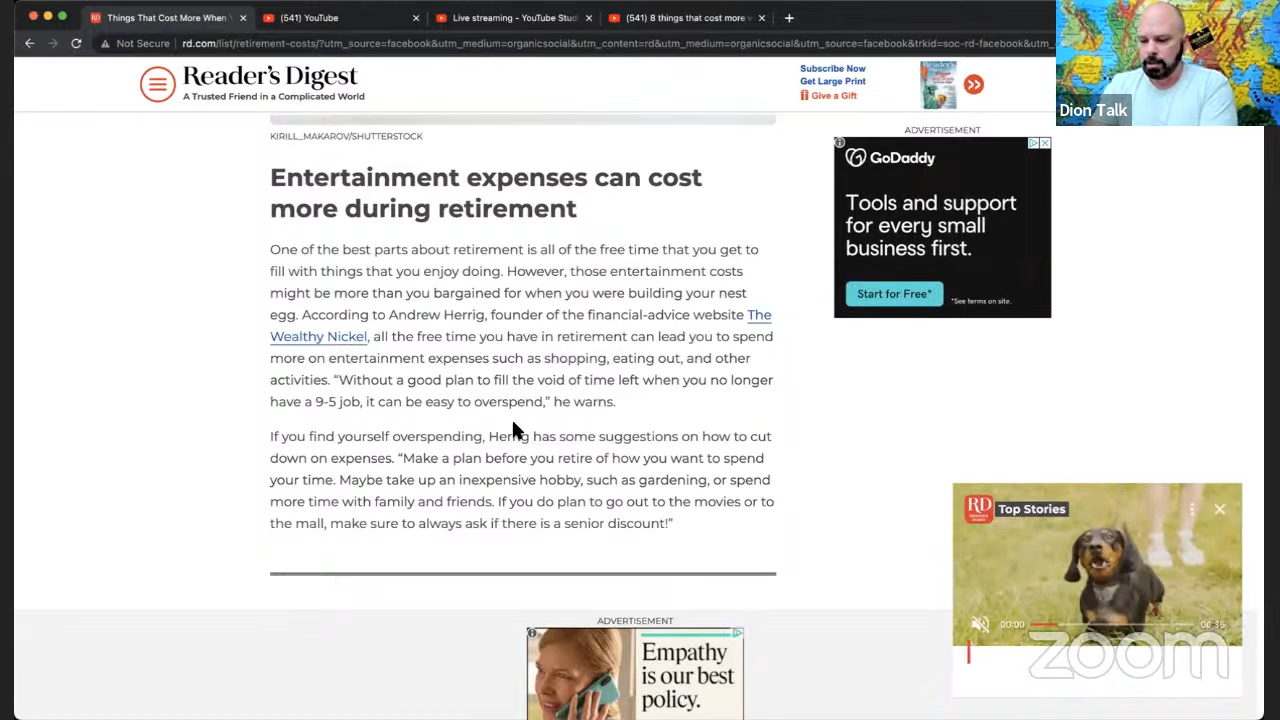 Things That Cost More When Y
(541) YouTube
Live streaming - YouTube Stud
(541) 8 things that cost more w
Not Secure
rd.com/list/retirement-costs/?utm_source=facebook&utm_medium=organicsocial&utm_content=rd&utm_medium=organicsocial&utm_source=facebook&trkid=soc-rd-facebook&utm_
Reader's Digest
A Trusted Friend in a Complicated World
Subscribe Now
Get Large Print
Give a Gift
Dion Talk
KIRILL_MAKAROV/SHUTTERSTOCK
ADVERTISEMENT
GoDaddy
Tools and support
for every small
business first.
Start for Free*
*See terms on site.
Entertainment expenses can cost
more during retirement
One of the best parts about retirement is all of the free time that you get to
fill with things that you enjoy doing. However, those entertainment costs
might be more than you bargained for when you were building your nest
egg. According to Andrew Herrig, founder of the financial-advice website The
Wealthy Nickel, all the free time you have in retirement can lead you to spend
more on entertainment expenses such as shopping, eating out, and other
activities. “Without a good plan to fill the void of time left when you no longer
have a 9-5 job, it can be easy to overspend,” he warns.
If you find yourself overspending, Herrig has some suggestions on how to cut
down on expenses. “Make a plan before you retire of how you want to spend
your time. Maybe take up an inexpensive hobby, such as gardening, or spend
more time with family and friends. If you do plan to go out to the movies or to
the mall, make sure to always ask if there is a senior discount!”
RD
Top Stories
00:00
00:36
zoom
ADVERTISEMENT
Empathy
is our best
policy.